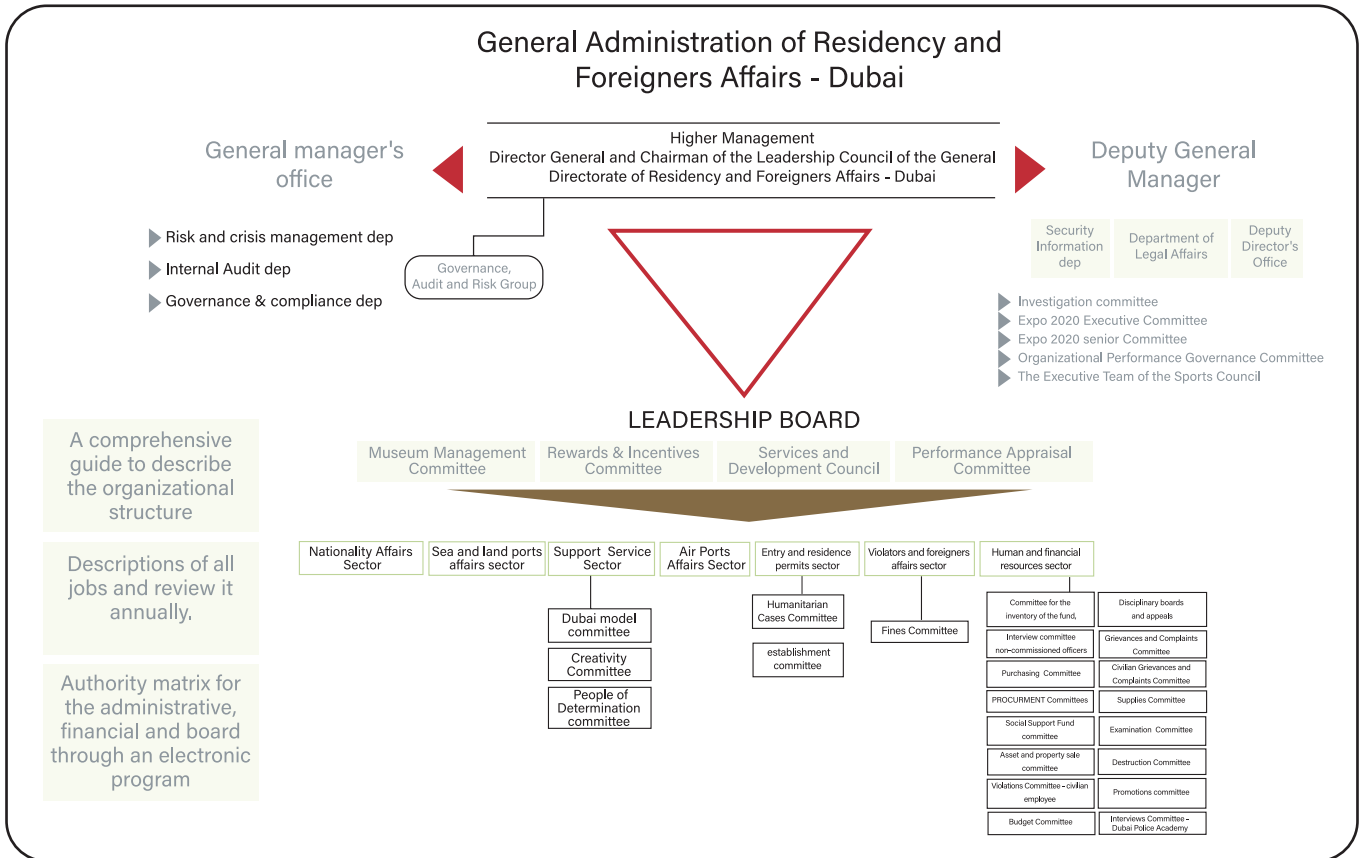 General Administration of Residency and
Foreigners Affairs - Dubai
Higher Management
Director General and Chairman of the Leadership Council of the General
Directorate of Residency and Foreigners Affairs - Dubai
General manager's
office
Risk and crisis management dep
Internal Audit dep
Governance & compliance dep
Governance,
Audit and Risk Group
Deputy General
Manager
Security
Information
dep
Department of
Legal Affairs
Deputy
Director's
Office
Investigation committee
Expo 2020 Executive Committee
Expo 2020 senior Committee
Organizational Performance Governance Committee
The Executive Team of the Sports Council
LEADERSHIP BOARD
Museum Management
Committee
Rewards & Incentives
Committee
Services and
Development Council
Performance Appraisal
Committee
A comprehensive
guide to describe
the organizational
structure
Descriptions of all
jobs and review it
annually.
Authority matrix for
the administrative,
financial and board
through an electronic
program
Nationality Affairs
Sector
Sea and land ports
affairs sector
Support Service
Sector
Air Ports
Affairs Sector
Entry and residence
permits sector
Violators and foreigners
affairs sector
Human and financial
resources sector
Dubai model
committee
Creativity
Committee
People of
Determination
committee
Humanitarian
Cases Committee
establishment
committee
Fines Committee
Committee for the
inventory of the fund,
Disciplinary boards
and appeals
Interview committee
non-commissioned officers
Grievances and Complaints
Committee
Purchasing Committee
Civilian Grievances and
Complaints Committee
PROCURMENT Committees
Supplies Committee
Social Support Fund
committee
Examination Committee
Asset and property sale
committee
Destruction Committee
Violations Committee – civilian
employee
Promotions committee
Budget Committee
Interviews Committee –
Dubai Police Academy